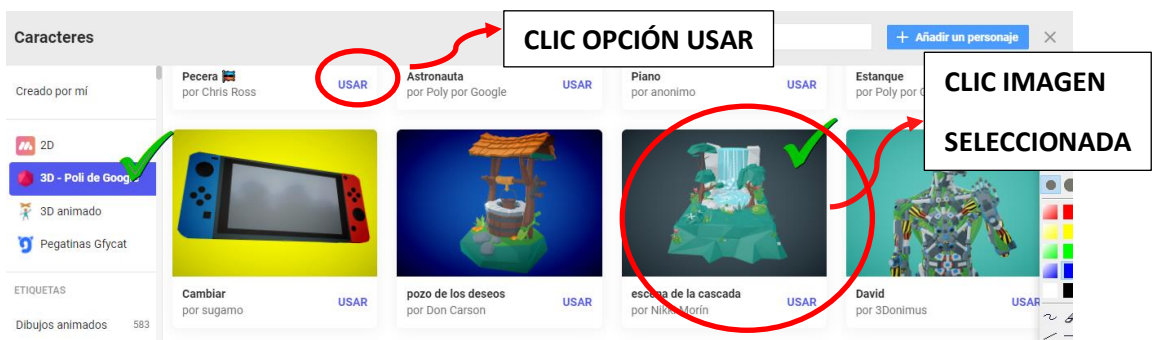 Caracteres
CLIC OPCIÓN USAR
+ Añadir un personaje
Creado por mí
2D
3D - Poli de Google
3D animado
Pegatinas Gfycat
ETIQUETAS
Dibujos animados 583
Pecera
por Chris Ross
USAR
Astronauta
por Poly por Google
USAR
Piano
por anonimo
USAR
Estanque
por Poly por
CLIC IMAGEN
SELECCIONADA
Cambiar
por sugamo
USAR
pozo de los deseos
por Don Carson
USAR
escena de la cascada
por Nikki Morín
USAR
David
por 3Donimus
USAR